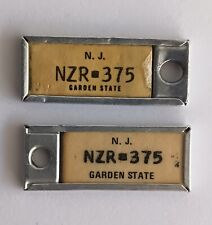 N. J.
NZR▪375
GARDEN STATE
N. J.
NZR▪375
GARDEN STATE